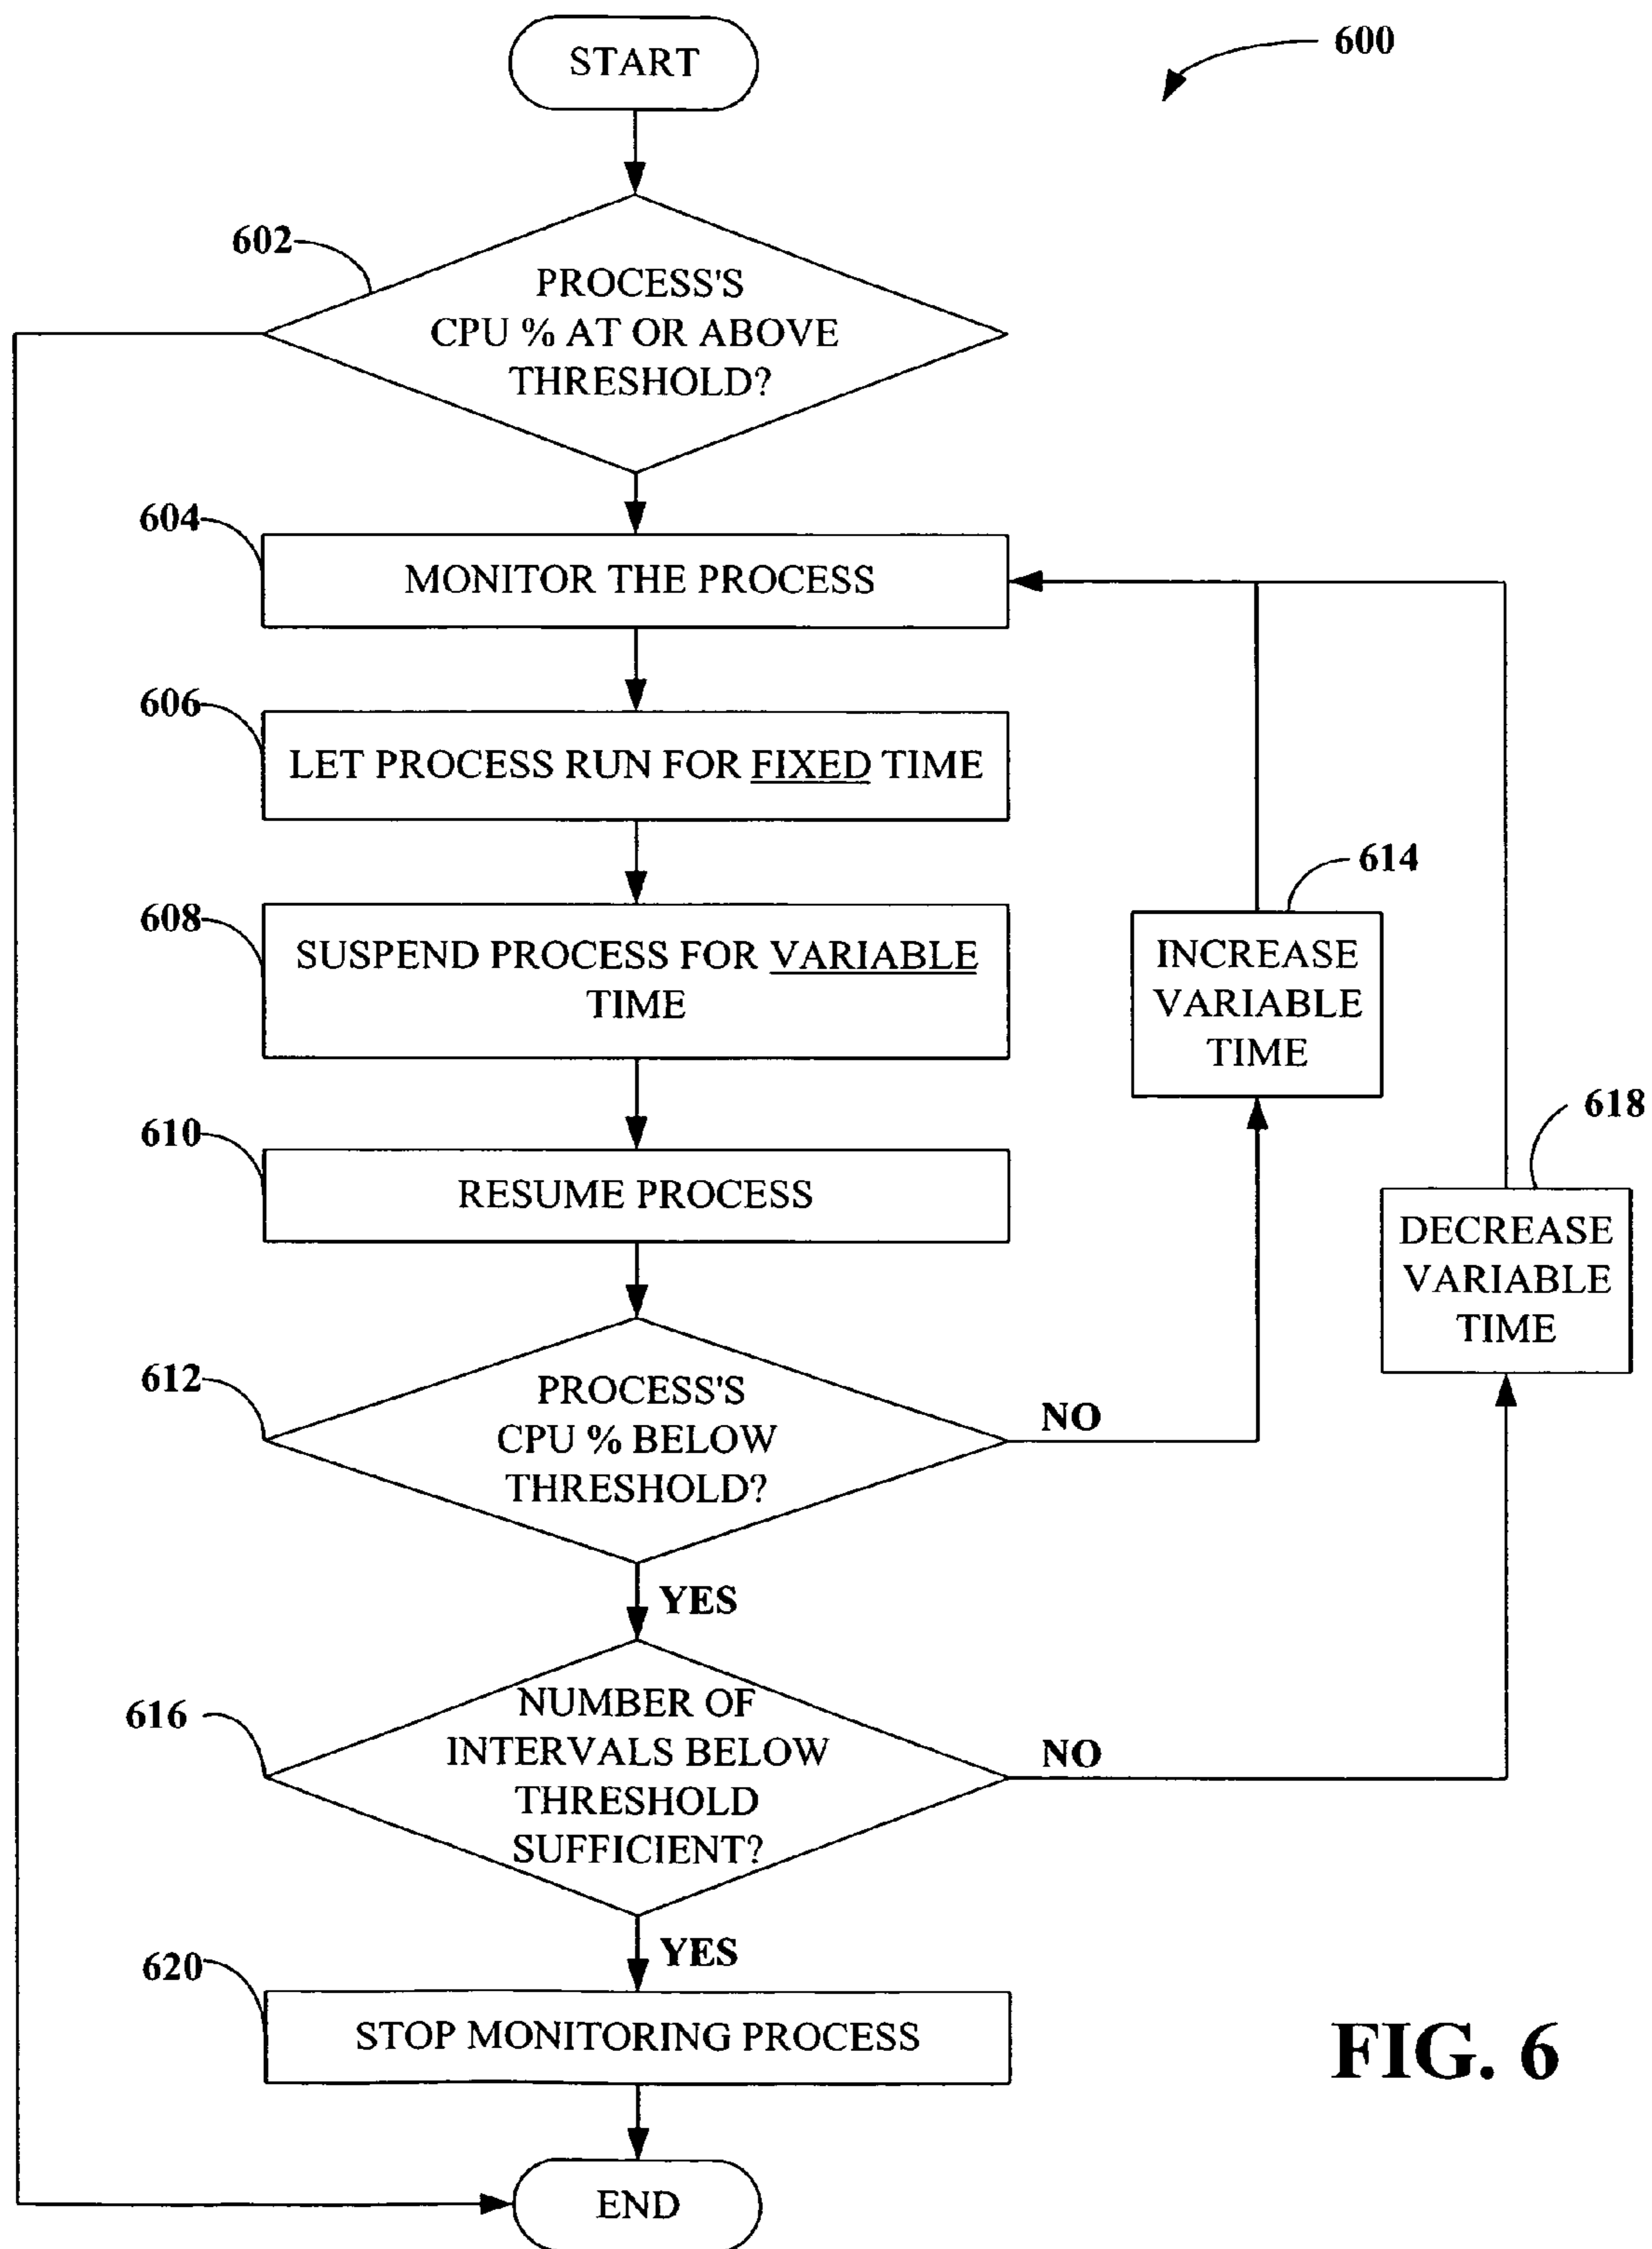 START
600
602
PROCESS'S
CPU % AT OR ABOVE
THRESHOLD?
604
MONITOR THE PROCESS
606
LET PROCESS RUN FOR FIXED TIME
608
SUSPEND PROCESS FOR VARIABLE
TIME
614
INCREASE
VARIABLE
TIME
610
RESUME PROCESS
618
DECREASE
VARIABLE
TIME
612
PROCESS'S
CPU % BELOW
THRESHOLD?
NO
YES
616
NUMBER OF
INTERVALS BELOW
THRESHOLD
SUFFICIENT?
NO
YES
620
STOP MONITORING PROCESS
END
FIG. 6